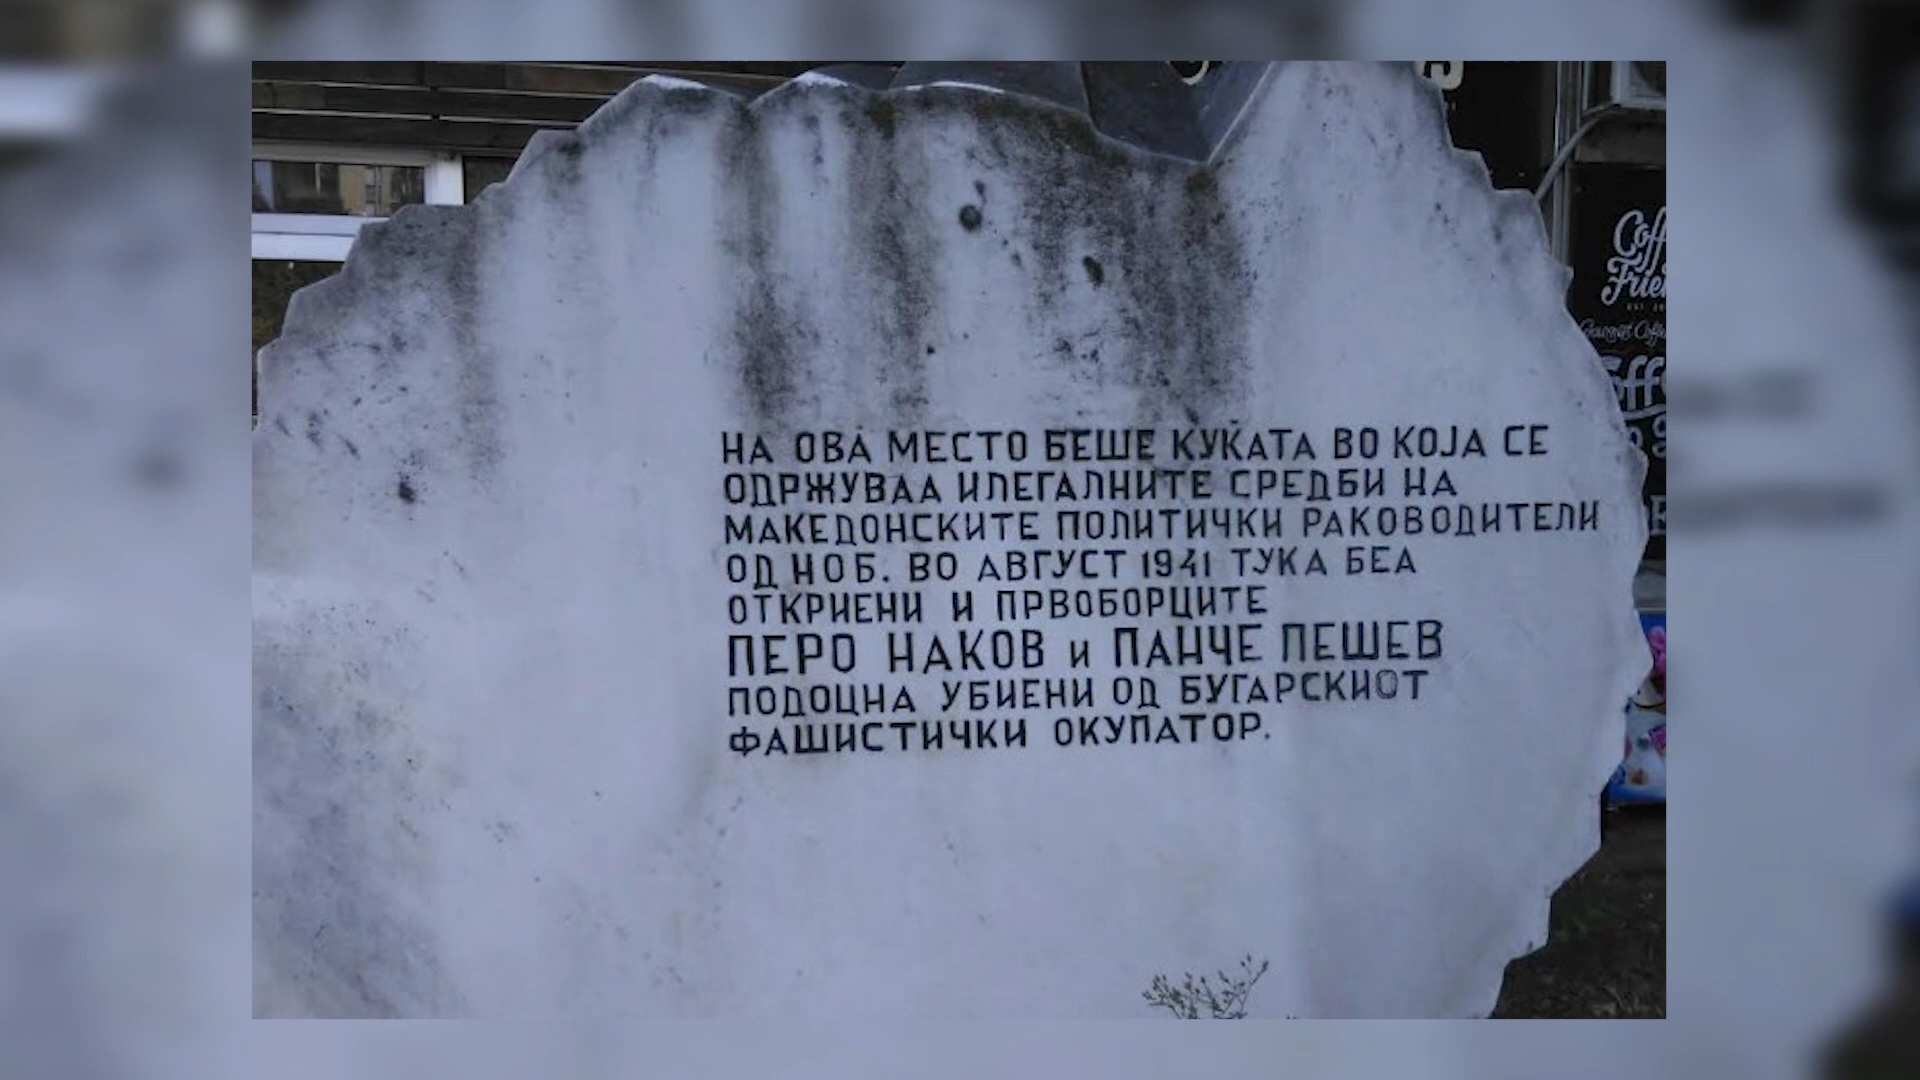 НА ОВА МЕСТО БЕШЕ КУЌАТА ВО КОЈА СЕ
ОДРЖУВАА ИЛЕГАЛНИТЕ СРЕДБИ НА
МАКЕДОНСКИТЕ ПОЛИТИЧКИ РАКОВОДИТЕЛИ
ОД НОБ. ВО АВГУСТ 1941 ТУКА БЕА
ОТКРИЕНИ И ПРВОБОРЦИТЕ
ПЕРО НАКОВ и ПАНЧЕ ПЕШЕВ
ПОДОЦНА УБИЕНИ ОД БУГАРСКИОТ
ФАШИСТИЧКИ ОКУПАТОР.